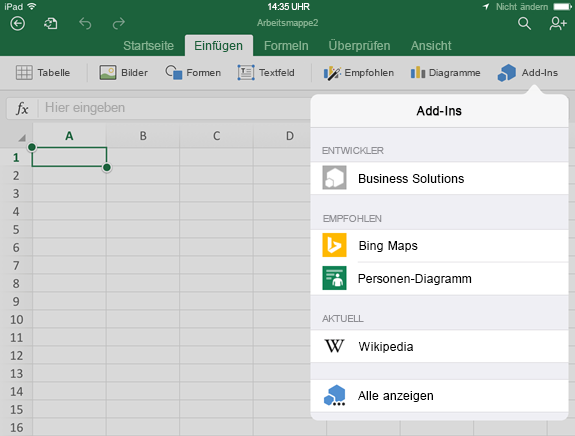 iPad 14:35 UHR Nicht ändern
Arbeitsmappe2
Startseite Einfügen Formeln Überprüfen Ansicht
Tabelle Bilder Formen Textfeld Empfohlen Diagramme Add-Ins
fx Hier eingeben
Add-Ins
A B C D
1
ENTWICKLER
2
Business Solutions
3
4
EMPFOHLEN
5
6
Bing Maps
7
8
Personen-Diagramm
9
10
AKTUELL
11
W Wikipedia
12
13
14
Alle anzeigen
15
16